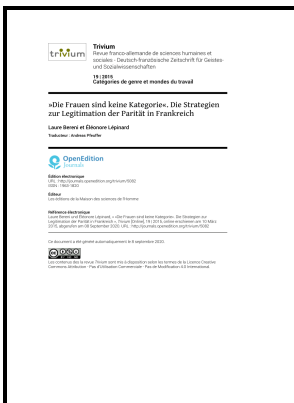 trivium
Trivium
Revue franco-allemande de sciences humaines et
sociales - Deutsch-französische Zeitschrift für Geistes-
und Sozialwissenschaften
19 | 2015
Catégories de genre et mondes du travail
»Die Frauen sind keine Kategorie«. Die Strategien
zur Legitimation der Parität in Frankreich
Laure Bereni et Éléonore Lépinard
Traducteur : Andreas Pfeuffer
OpenEdition
Journals
Édition électronique
URL : http://journals.openedition.org/trivium/5092
ISSN : 1963-1820
Éditeur
Les éditions de la Maison des sciences de l'Homme
Référence électronique
Laure Bereni et Éléonore Lépinard, « »Die Frauen sind keine Kategorie«. Die Strategien zur
Legitimation der Parität in Frankreich », Trivium [Online], 19 | 2015, online erschienen am 10 März
2015, abgerufen am 08 September 2020. URL : http://journals.openedition.org/trivium/5092
Ce document a été généré automatiquement le 8 septembre 2020.
Les contenus de la revue Trivium sont mis à disposition selon les termes de la Licence Creative
Commons Attribution - Pas d'Utilisation Commerciale - Pas de Modification 4.0 International.